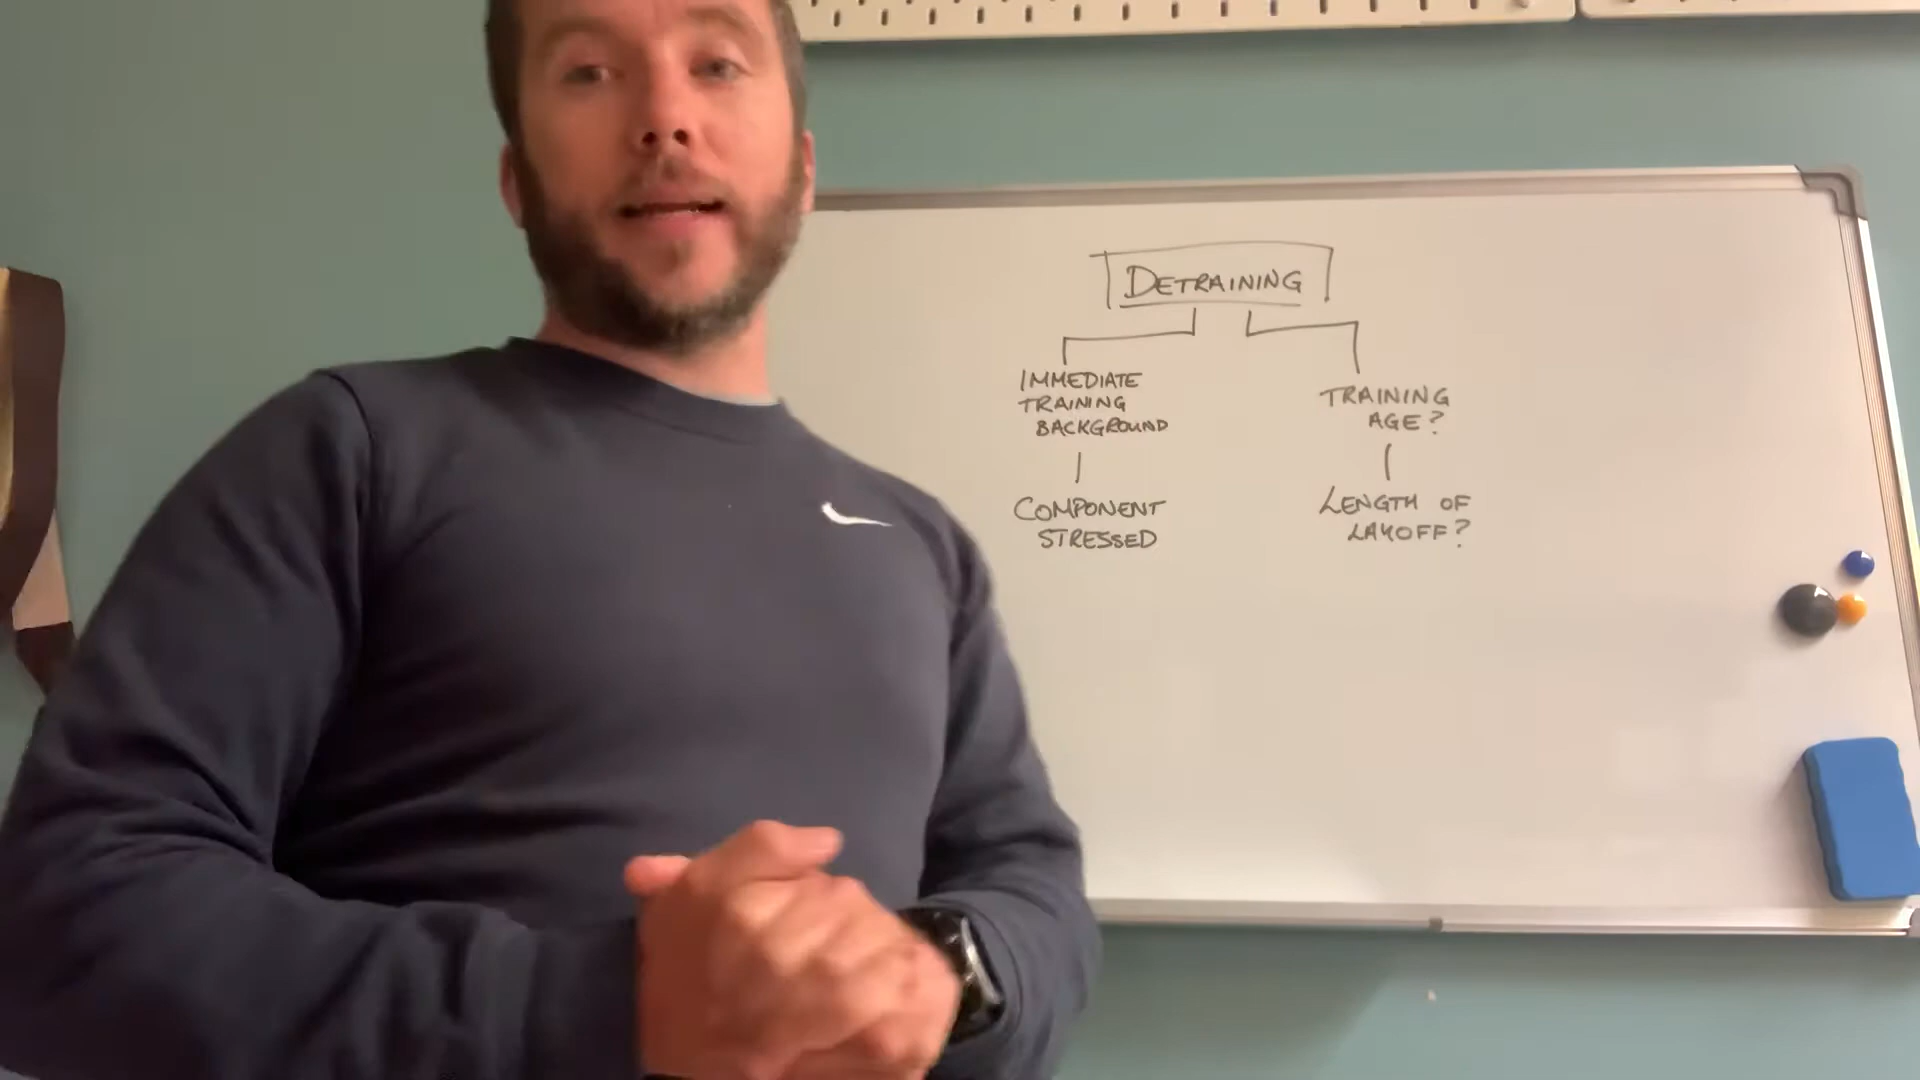 DETRAINING
IMMEDIATE
TRAINING
BACKGROUND
COMPONENT
STRESSED
TRAINING
AGE?
LENGTH OF
LAYOFF?